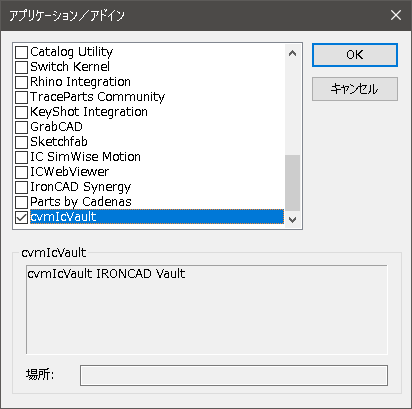 アプリケーション／アドイン
Catalog Utility
Switch Kernel
Rhino Integration
TraceParts Community
KeyShot Integration
GrabCAD
Sketchfab
IC SimWise Motion
ICWebViewer
IronCAD Synergy
Parts by Cadenas
cvmIcVault
OK
キャンセル
cvmIcVault
cvmIcVault IRONCAD Vault
場所: